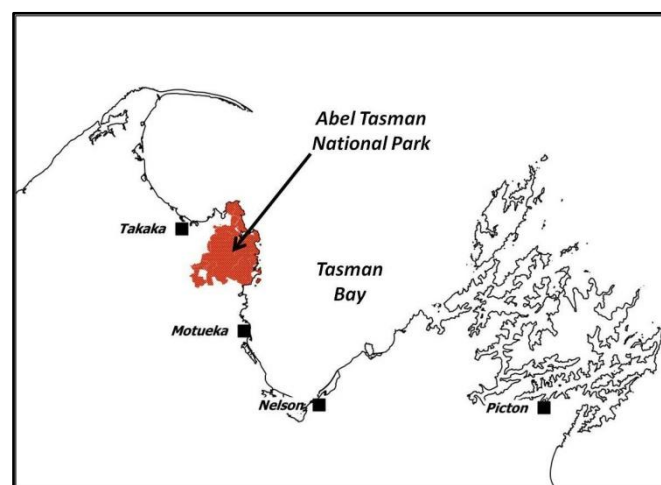 Abel Tasman
National Park
Takaka
Tasman
Bay
Motueka
Nelson
Picton